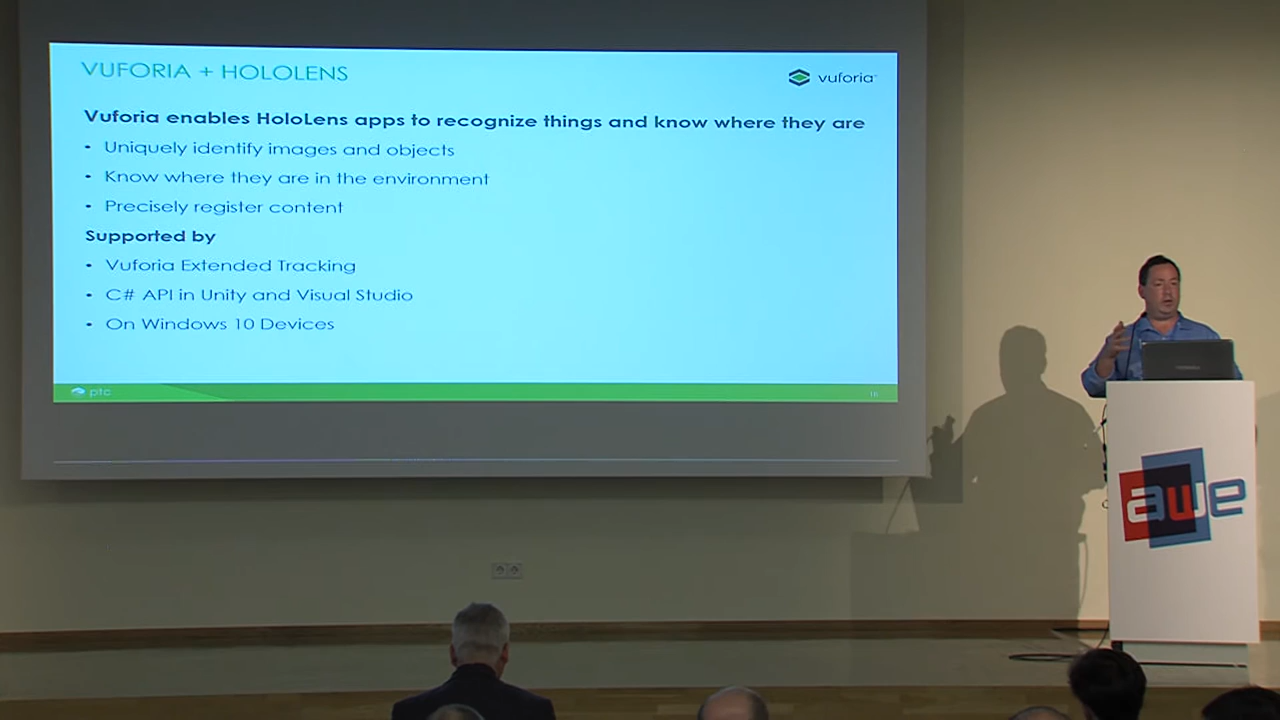 VUFORIA + HOLOLENS
vuforia
Vuforia enables HoloLens apps to recognize things and know where they are
• Uniquely identify images and objects
• Know where they are in the environment
• Precisely register content
Supported by
• Vuforia Extended Tracking
• C# API in Unity and Visual Studio
• On Windows 10 Devices
ptc
awe